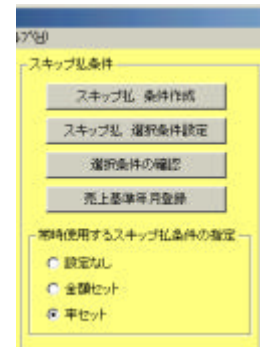 ﾙﾌﾟ(H)
スキップ払条件
スキップ払 条件作成
スキップ払 選択条件設定
選択条件の確認
売上基準年月登録
常時使用するスキップ払条件の指定
設定なし
金額セット
率セット